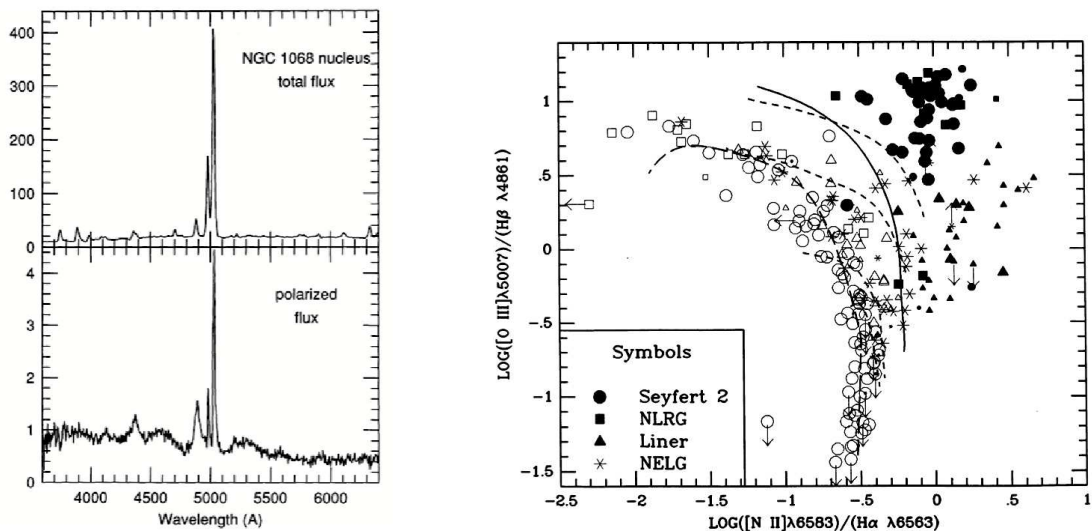 400
300
200
100
0
NGC 1068 nucleus
total flux
4
3
2
1
0
polarized
flux
4000
5000
6000
Wavelength (A)
LOG([O III]λ5007)/(Hβ λ4861)
1
.5
0
-.5
-1
-1.5
Symbols
Seyfert 2
NLRG
Liner
NELG
-2.5
-2
-1.5
-1
-.5
0
.5
1
LOG([N II]λ6583)/(Hα λ6563)